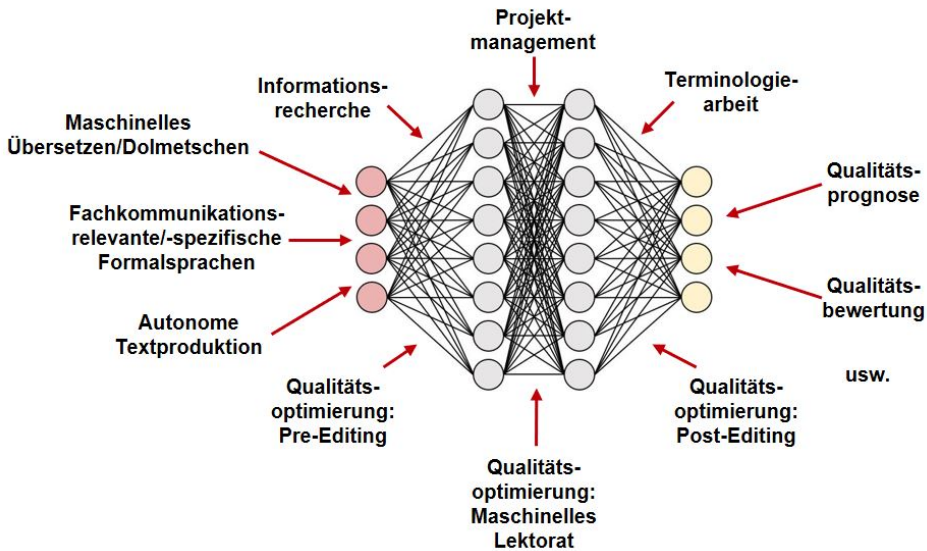 Projekt-
management
Informations-
recherche
Terminologie-
arbeit
Maschinelles
Übersetzen/Dolmetschen
Qualitäts-
prognose
Fachkommunikations-
relevante/-spezifische
Formalsprachen
Qualitäts-
bewertung
Autonome
Textproduktion
usw.
Qualitäts-
optimierung:
Pre-Editing
Qualitäts-
optimierung:
Post-Editing
Qualitäts-
optimierung:
Maschinelles
Lektorat